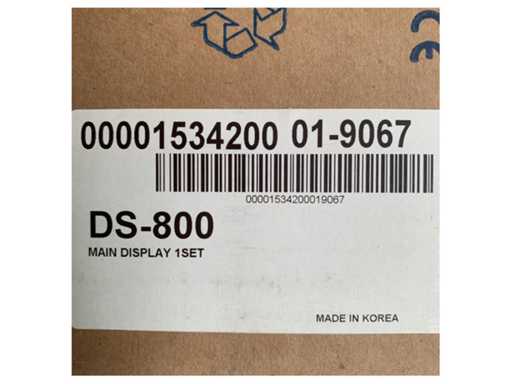 00001534200 01-9067
00001534200019067
DS-800
MAIN DISPLAY 1SET
MADE IN KOREA